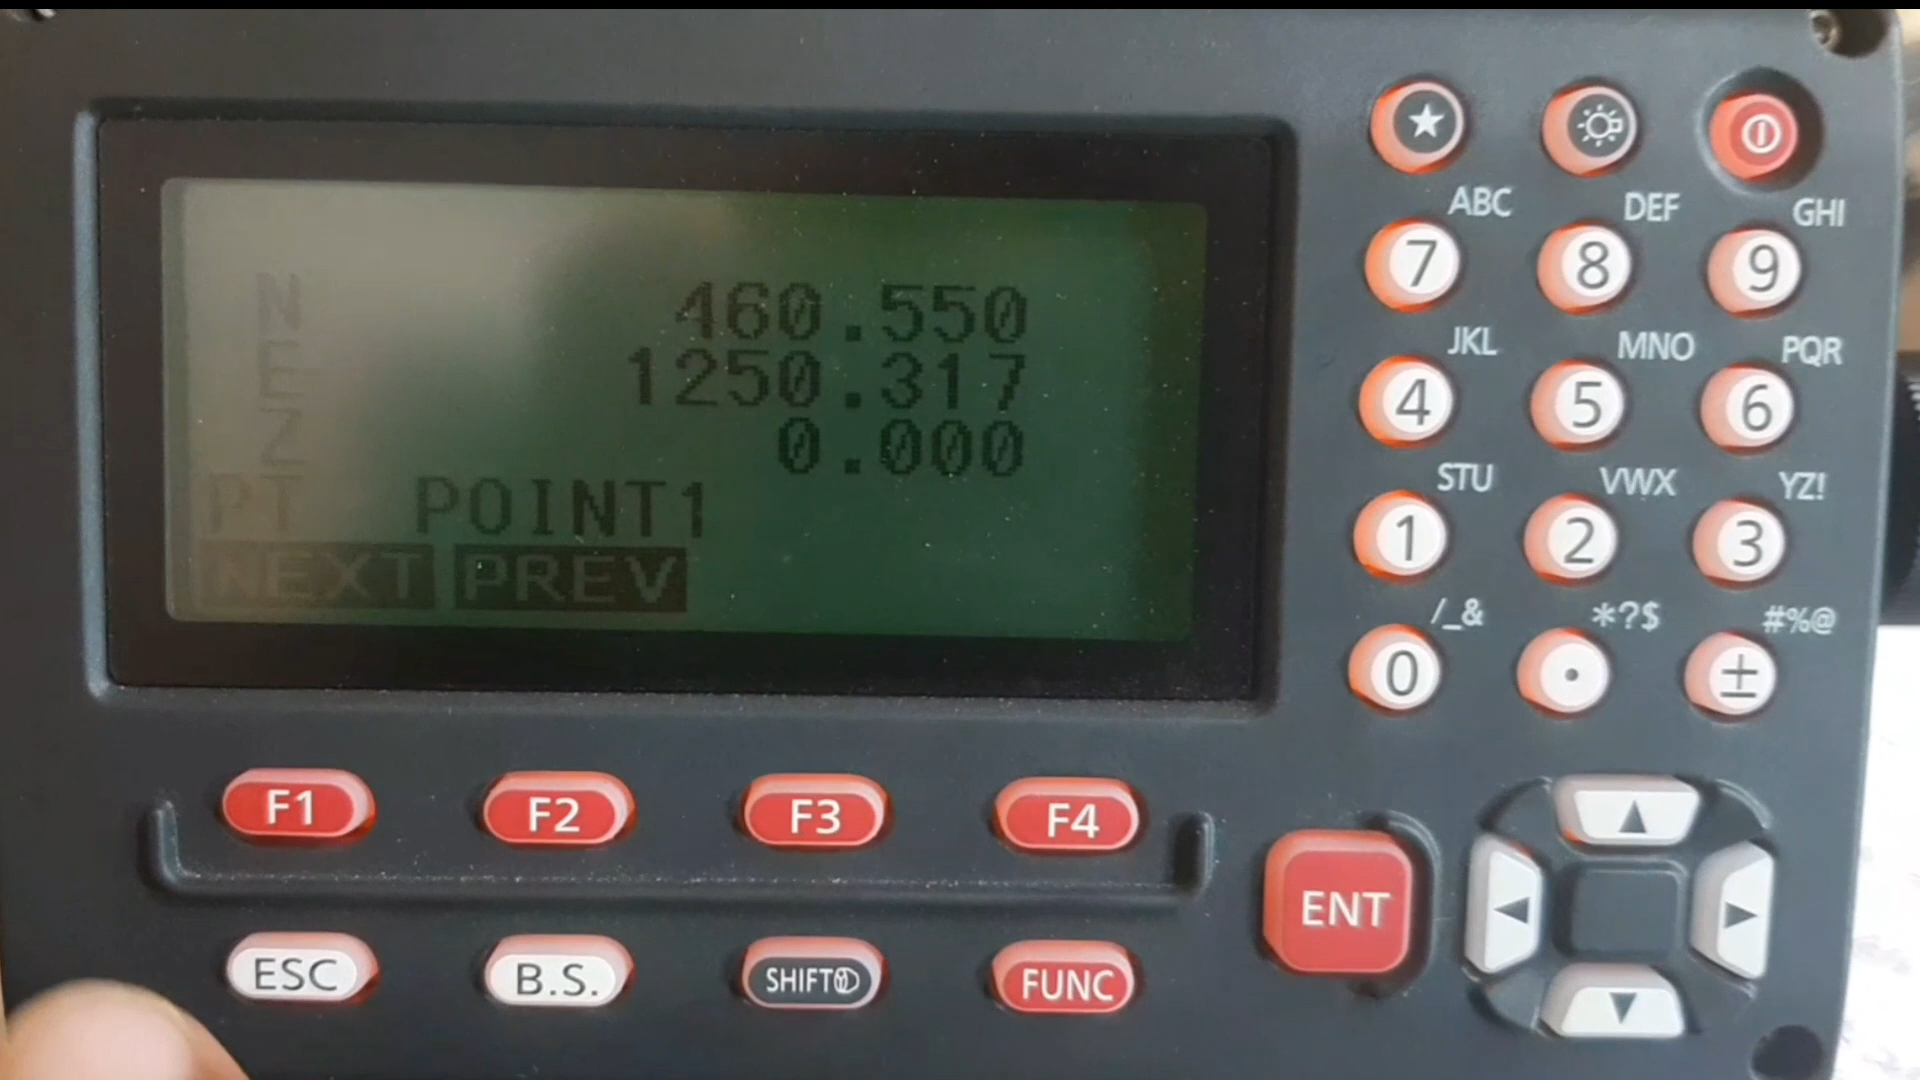 N 460.550
E 1250.317
Z 0.000
PT POINT1
NEXT PREV
ABC DEF GHI
7 8 9
JKL MNO PQR
4 5 6
STU VWX YZ!
1 2 3
/_& *?$ #%@
0 . ±
F1 F2 F3 F4
ENT
ESC B.S. SHIFT FUNC